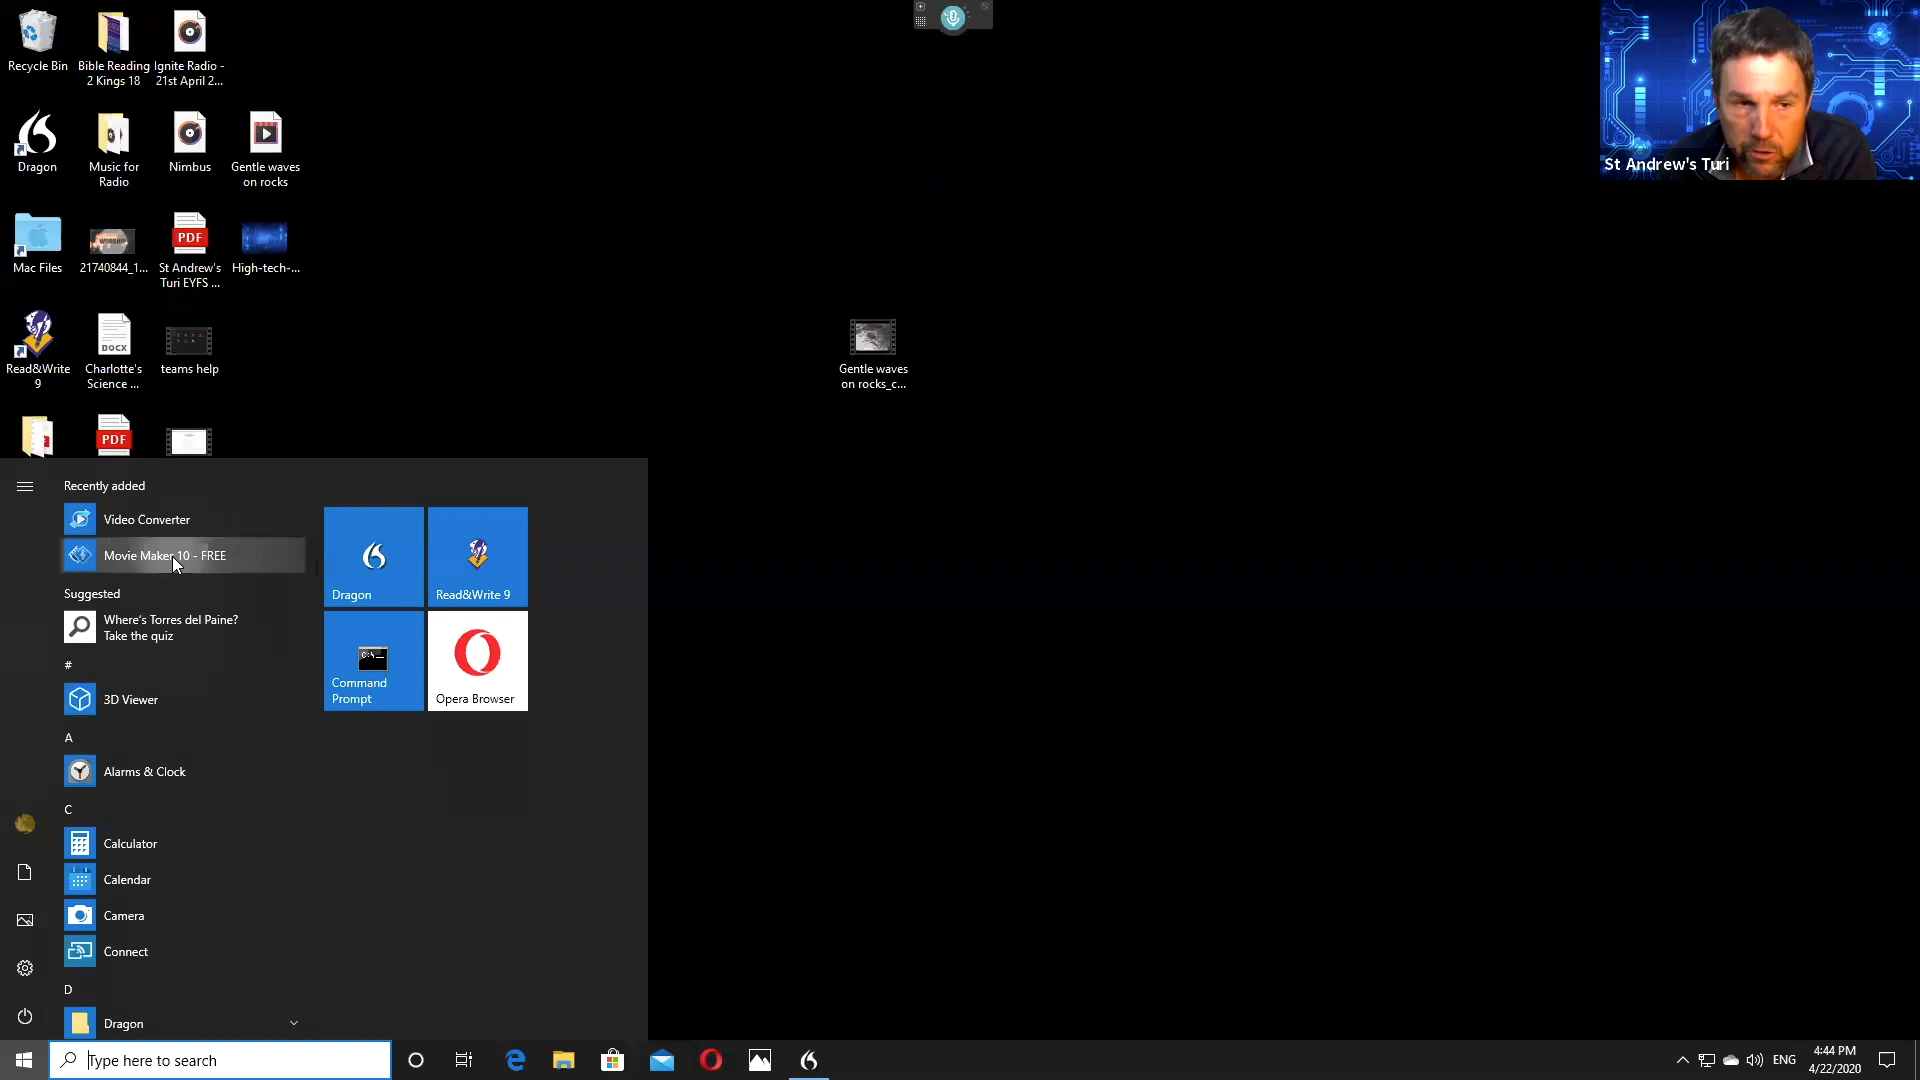 Recycle Bin
Bible Reading
2 Kings 18
Ignite Radio -
21st April 2...
Dragon
Music for
Radio
Nimbus
Gentle waves
on rocks
Mac Files
WORSHIP
21740844_1...
PDF
St Andrew's
Turi EYFS ...
High-tech-...
Read&Write
9
DOCX
Charlotte's
Science ...
teams help
Gentle waves
on rocks_c...
PDF
St Andrew's Turi
Recently added
Video Converter
Movie Maker 10 - FREE
Suggested
Where's Torres del Paine?
Take the quiz
#
3D Viewer
A
Alarms & Clock
C
Calculator
Calendar
Camera
Connect
D
Dragon
Dragon
Read&Write 9
C:\_
Command
Prompt
Opera Browser
Type here to search
ENG
4:44 PM
4/22/2020